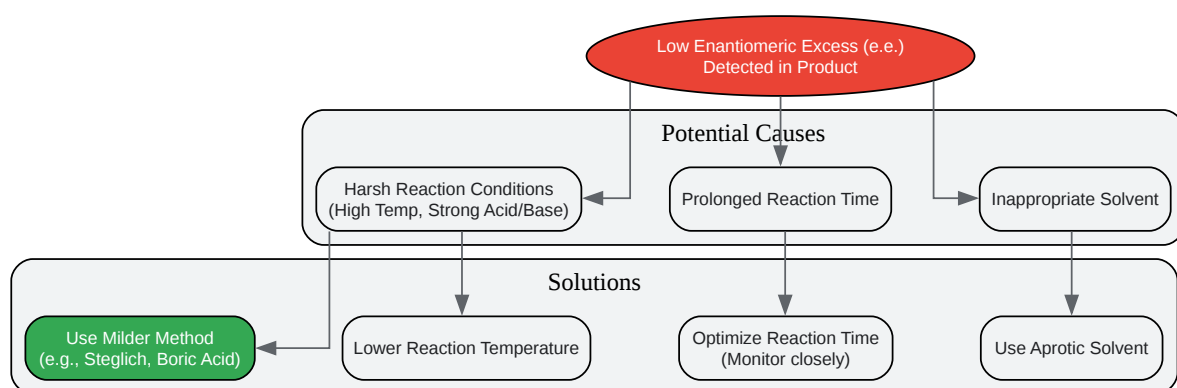 Low Enantiomeric Excess (e.e.)
Detected in Product
Potential Causes
Harsh Reaction Conditions
(High Temp, Strong Acid/Base)
Prolonged Reaction Time
Inappropriate Solvent
Solutions
Use Milder Method
(e.g., Steglich, Boric Acid)
Lower Reaction Temperature
Optimize Reaction Time
(Monitor closely)
Use Aprotic Solvent